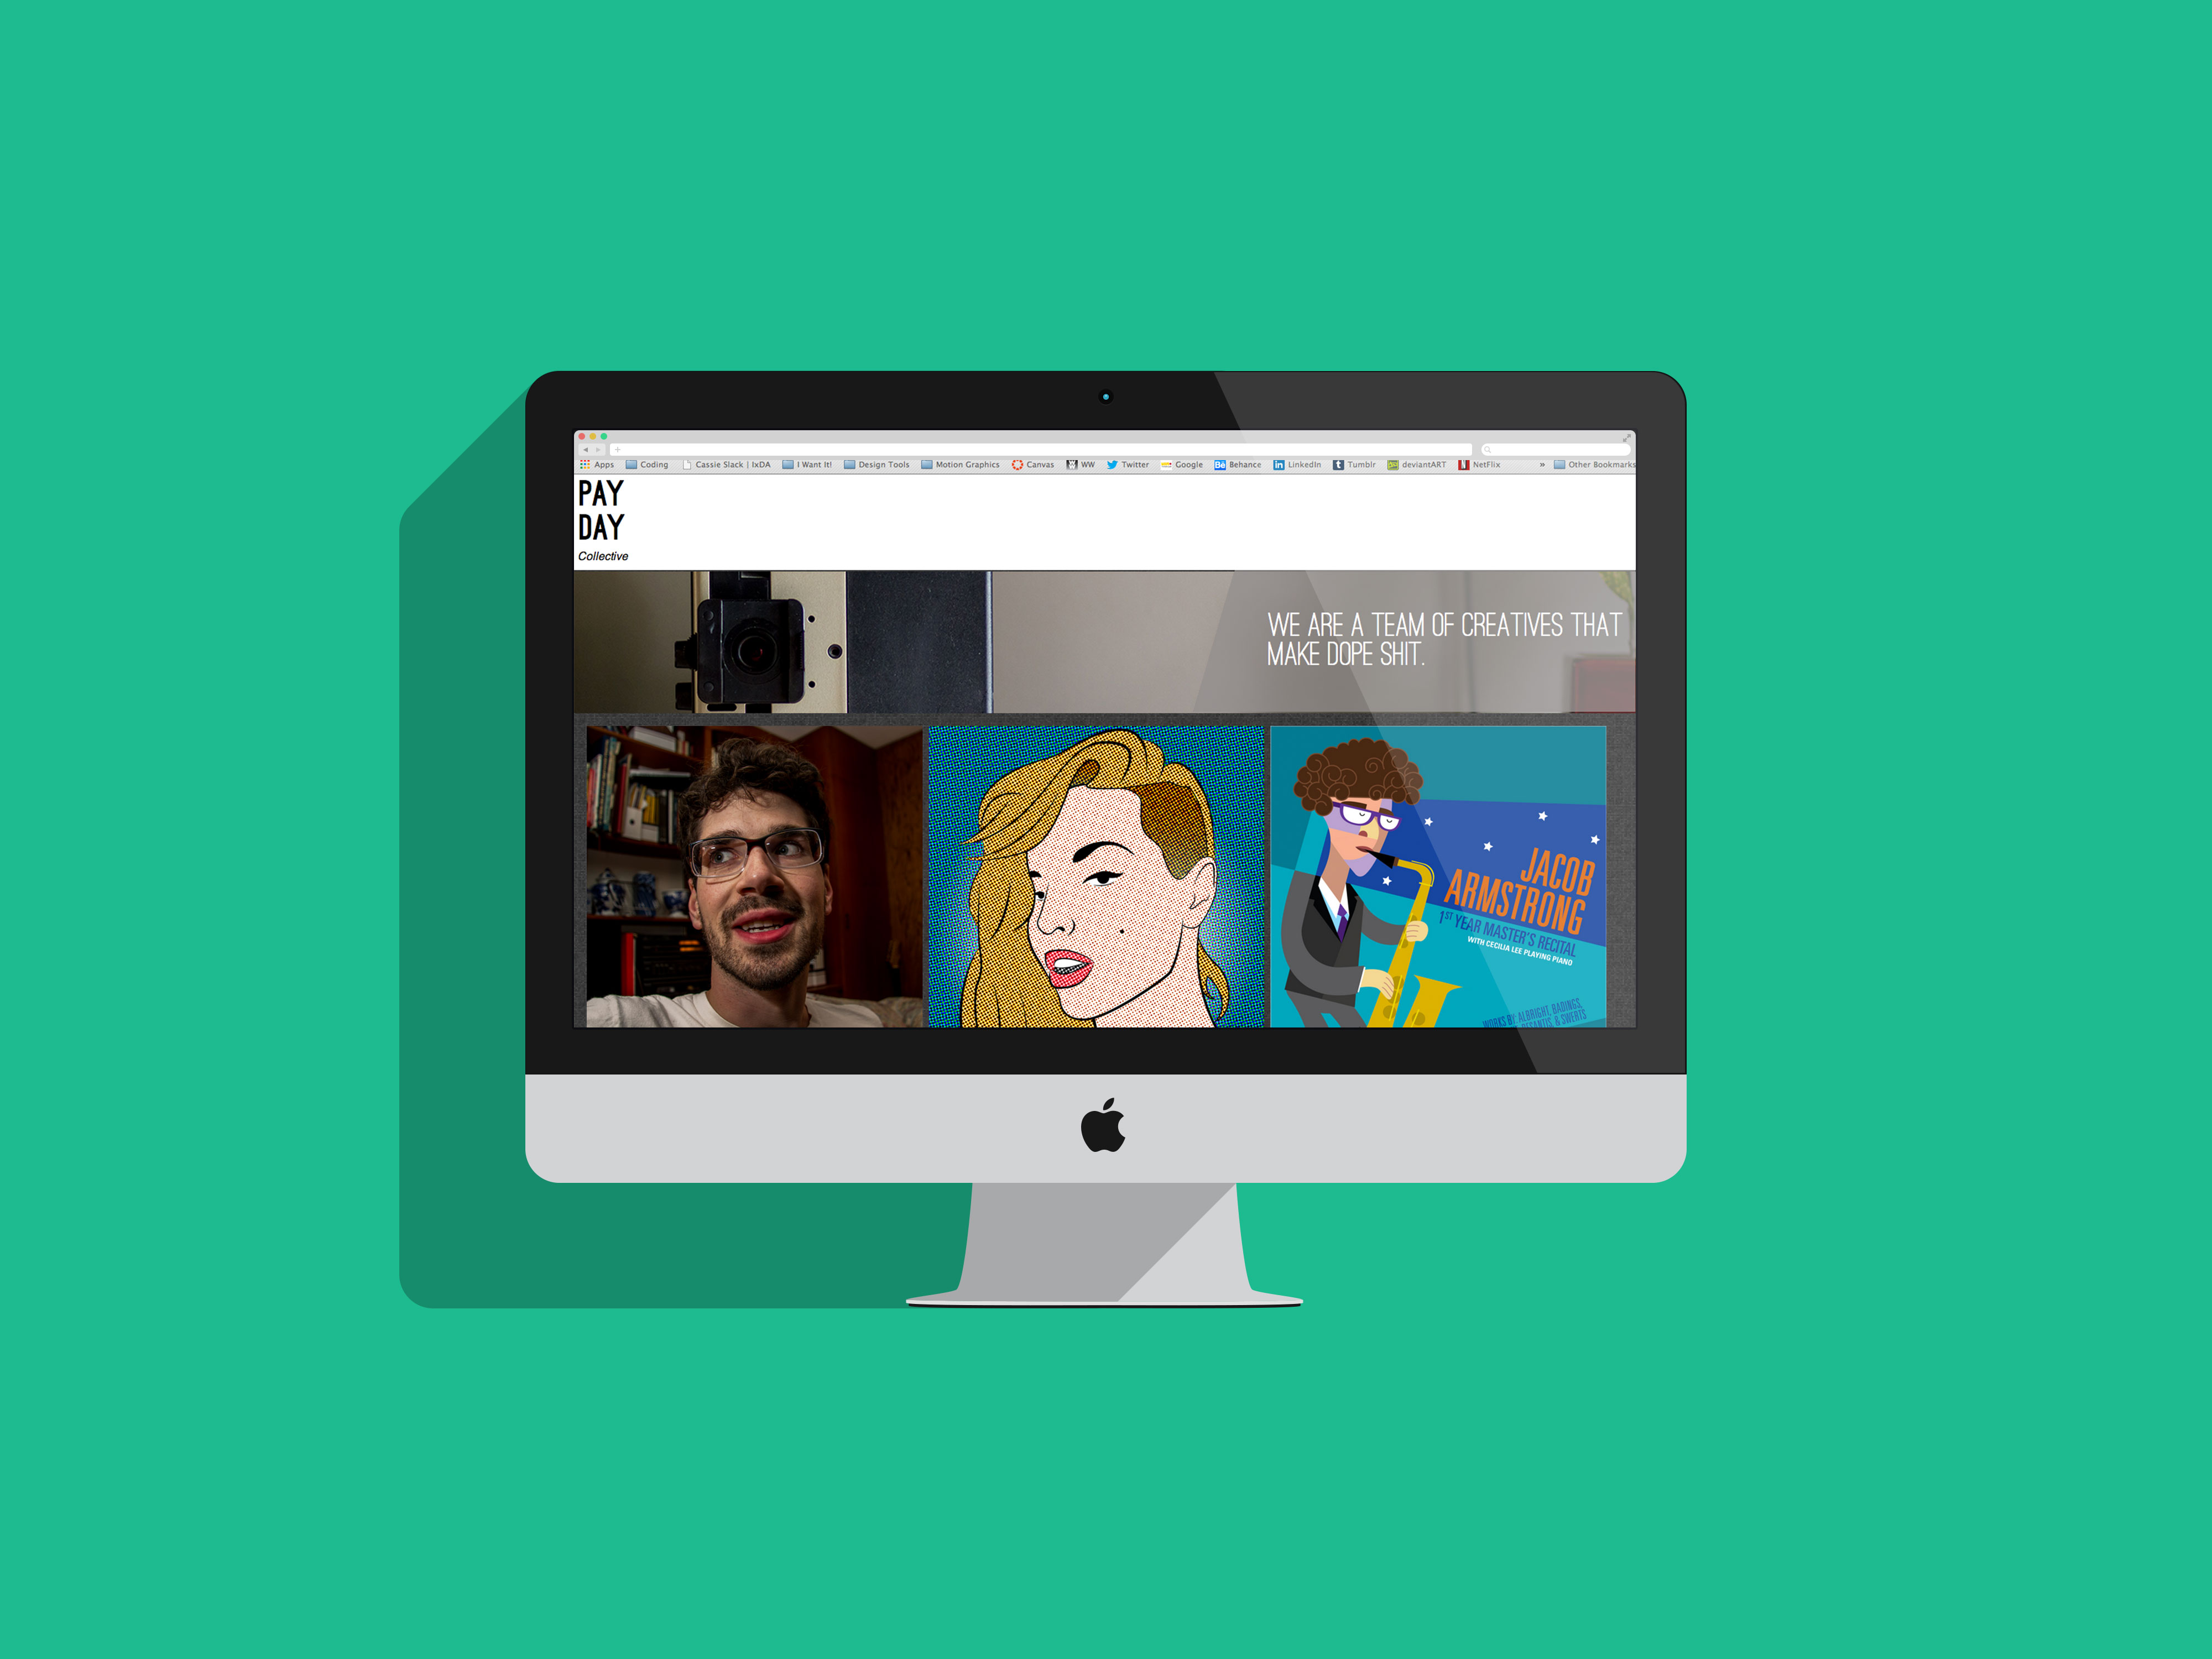 Apps Coding Cassie Slack | IxDA I Want It! Design Tools Motion Graphics Canvas WW Twitter Google Behance LinkedIn Tumblr deviantART NetFlix » Other Bookmarks
PAY
DAY
Collective
WE ARE A TEAM OF CREATIVES THAT
MAKE DOPE SHIT.
JACOB
ARMSTRONG
1ST YEAR MASTER'S RECITAL
WITH CECILIA LEE PLAYING PIANO
WORKS BY ALBRIGHT, BADINGS,
& SWERTS